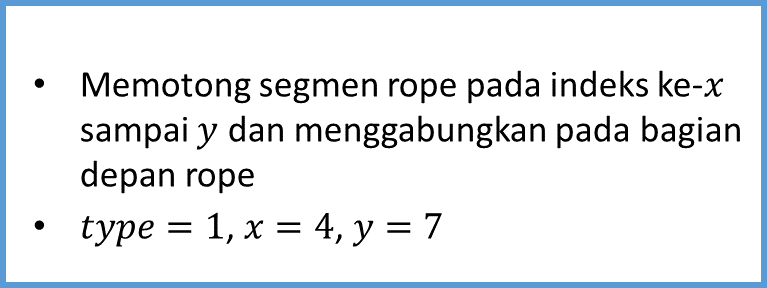 • Memotong segmen rope pada indeks ke-x
sampai y dan menggabungkan pada bagian
depan rope
• type = 1, x = 4, y = 7